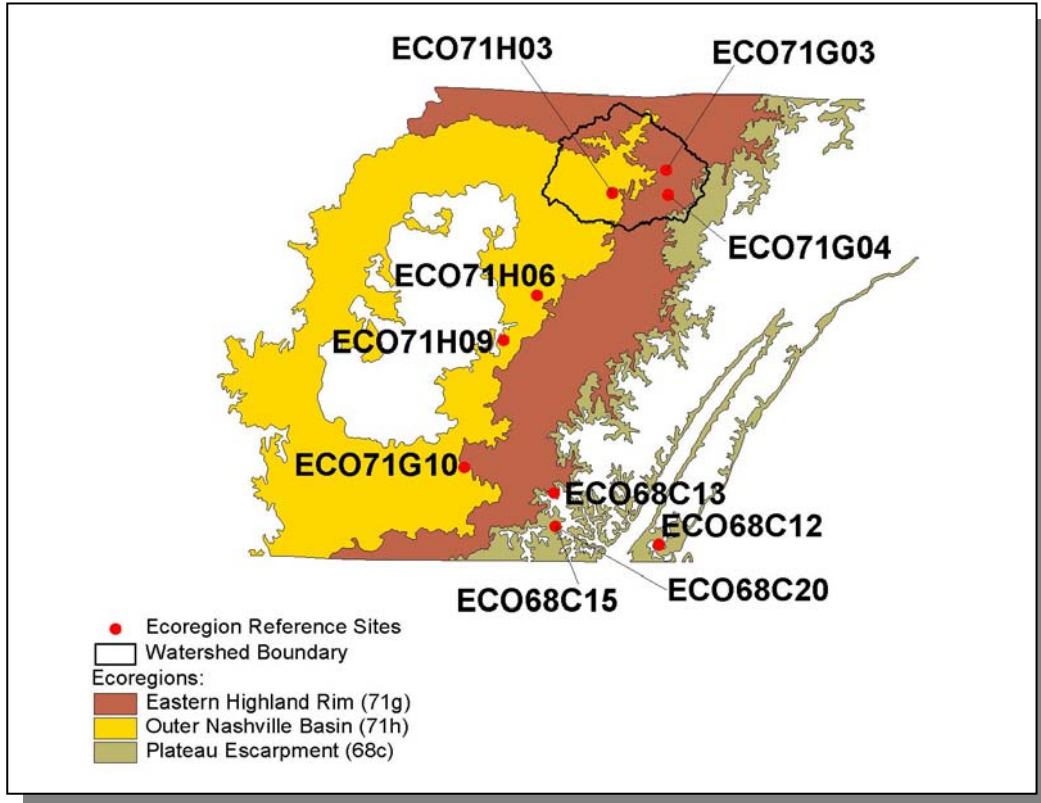 ECO71H03
ECO71G03
ECO71G04
ECO71H06
ECO71H09
ECO71G10
ECO68C13
ECO68C12
ECO68C20
ECO68C15
Ecoregion Reference Sites
Watershed Boundary
Ecoregions:
Eastern Highland Rim (71g)
Outer Nashville Basin (71h)
Plateau Escarpment (68c)